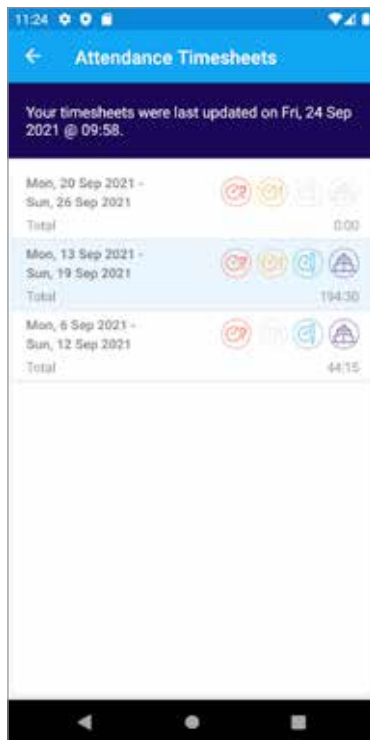 11:24
Attendance Timesheets
Your timesheets were last updated on Fri, 24 Sep
2021 @ 09:58.
Mon, 20 Sep 2021 -
Sun, 26 Sep 2021
Total 0:00
Mon, 13 Sep 2021 -
Sun, 19 Sep 2021
Total 194:30
Mon, 6 Sep 2021 -
Sun, 12 Sep 2021
Total 44:15